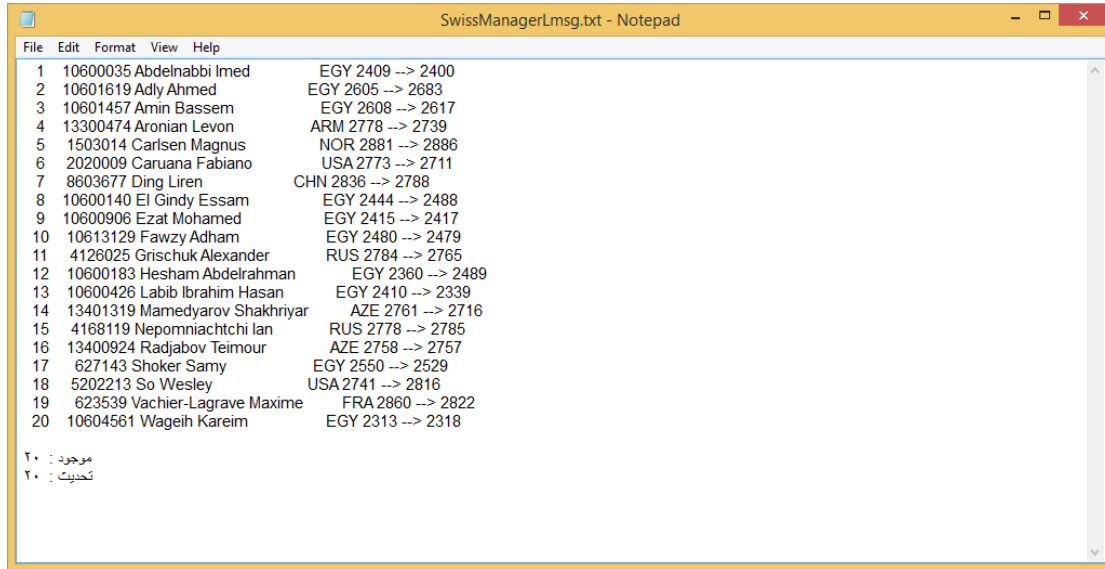 SwissManagerLmsg.txt - Notepad
File Edit Format View Help
1 10600035 Abdelnabbi Imed EGY 2409 --> 2400
2 10601619 Adly Ahmed EGY 2605 --> 2683
3 10601457 Amin Bassem EGY 2608 --> 2617
4 13300474 Aronian Levon ARM 2778 --> 2739
5 1503014 Carlsen Magnus NOR 2881 --> 2886
6 2020009 Caruana Fabiano USA 2773 --> 2711
7 8603677 Ding Liren CHN 2836 --> 2788
8 10600140 El Gindy Essam EGY 2444 --> 2488
9 10600906 Ezat Mohamed EGY 2415 --> 2417
10 10613129 Fawzy Adham EGY 2480 --> 2479
11 4126025 Grischuk Alexander RUS 2784 --> 2765
12 10600183 Hesham Abdelrahman EGY 2360 --> 2489
13 10600426 Labib Ibrahim Hasan EGY 2410 --> 2339
14 13401319 Mamedyarov Shakhriyar AZE 2761 --> 2716
15 4168119 Nepomniachtchi Ian RUS 2778 --> 2785
16 13400924 Radjabov Teimour AZE 2758 --> 2757
17 627143 Shoker Samy EGY 2550 --> 2529
18 5202213 So Wesley USA 2741 --> 2816
19 623539 Vachier-Lagrave Maxime FRA 2860 --> 2822
20 10604561 Wageih Kareim EGY 2313 --> 2318
موجود : ٢٠
تحديث : ٢٠